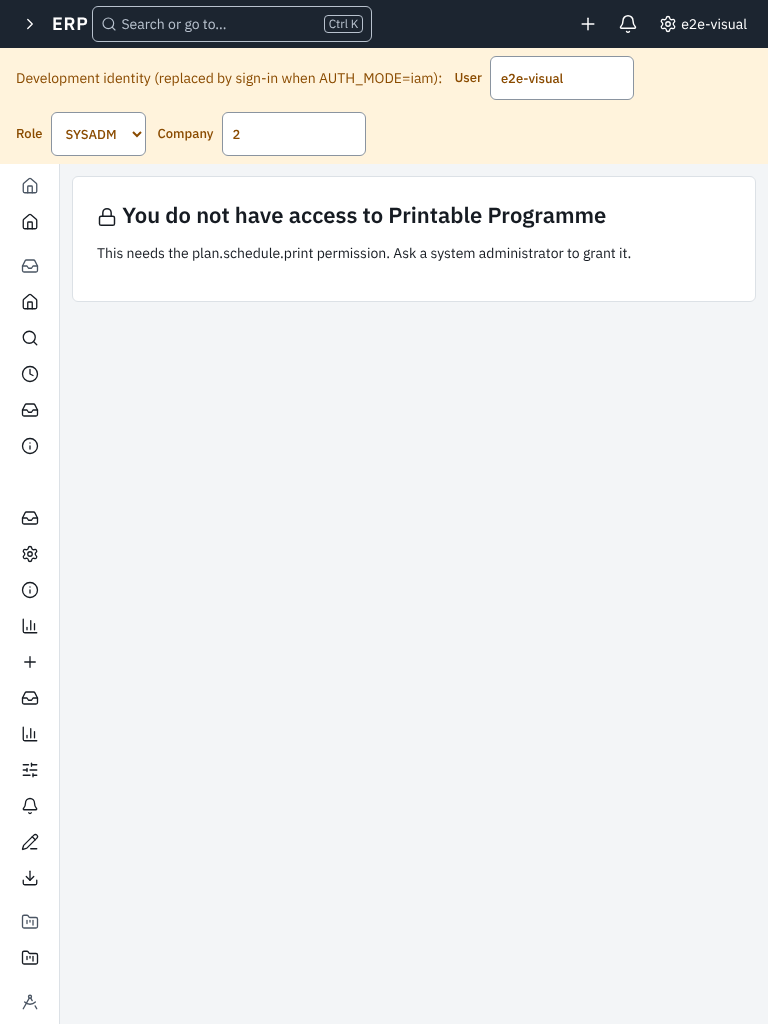 ERP
Search or go to...
Ctrl K
e2e-visual
Development identity (replaced by sign-in when AUTH_MODE=iam):
User
e2e-visual
Role
SYSADM
Company
2
You do not have access to Printable Programme
This needs the plan.schedule.print permission. Ask a system administrator to grant it.